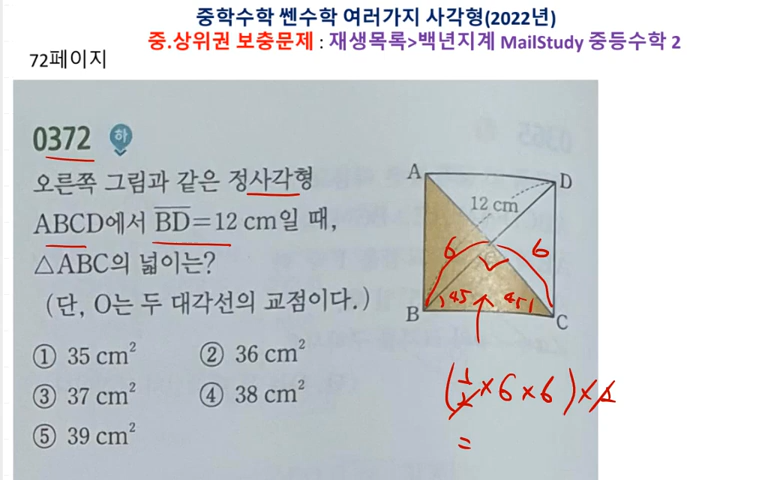 중학수학 쎈수학 여러가지 사각형(2022년)
중.상위권 보충문제 : 재생목록>백년지계 MailStudy 중등수학 2
72페이지
0372 하
오른쪽 그림과 같은 정사각형
ABCD에서 BD=12 cm일 때,
△ABC의 넓이는?
(단, O는 두 대각선의 교점이다.)
① 35 cm²
② 36 cm²
③ 37 cm²
④ 38 cm²
⑤ 39 cm²
A
D
12 cm
6
6
45
45
B
C
(1/2×6×6)×2
=